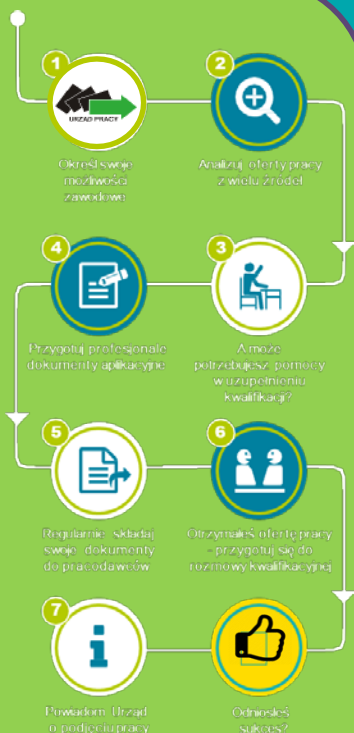 1
URZĄD PRACY
Określ swoje
możliwości
zawodowe
2
Analizuj oferty pracy
z wielu źródeł
3
A może
potrzebujesz pomocy
w uzupełnieniu
kwalifikacji?
4
Przygotuj profesjonale
dokumenty aplikacyjne
5
Regularnie składaj
swoje dokumenty
do pracodawców
6
Otrzymałeś ofertę pracy
- przygotuj się do
rozmowy kwalifikacyjnej
7
Powiadom Urząd
o podjęciu pracy
Odniosłeś
sukces?